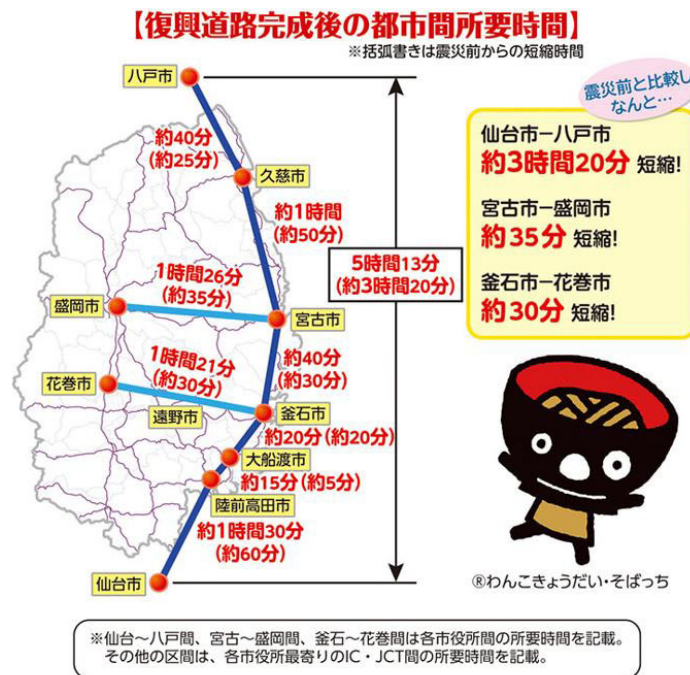 【復興道路完成後の都市間所要時間】
※括弧書きは震災前からの短縮時間
八戸市
震災前と比較し
なんと…
約40分
(約25分)
久慈市
仙台市－八戸市
約3時間20分 短縮!
約1時間
(約50分)
宮古市－盛岡市
約35分 短縮!
5時間13分
(約3時間20分)
1時間26分
(約35分)
釜石市－花巻市
約30分 短縮!
盛岡市
宮古市
1時間21分
(約30分)
約40分
(約30分)
花巻市
遠野市
釜石市
約20分(約20分)
大船渡市
約15分(約5分)
陸前高田市
約1時間30分
(約60分)
仙台市
®わんこきょうだい・そばっち
※仙台～八戸間、宮古～盛岡間、釜石～花巻間は各市役所間の所要時間を記載。
その他の区間は、各市役所最寄りのIC・JCT間の所要時間を記載。